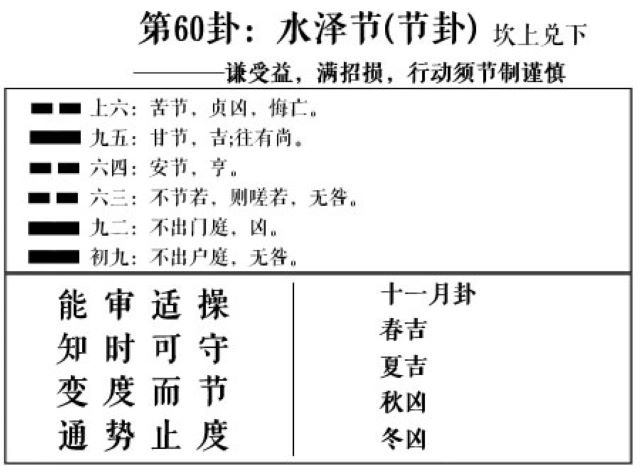 第60卦：水泽节(节卦) 坎上兑下
————谦受益，满招损，行动须节制谨慎
上六：苦节，贞凶，悔亡。
九五：甘节，吉;往有尚。
六四：安节，亨。
六三：不节若，则嗟若，无咎。
九二：不出门庭，凶。
初九：不出户庭，无咎。
能审适操
知时可守
变度而节
通势止度
十一月卦
春吉
夏吉
秋凶
冬凶